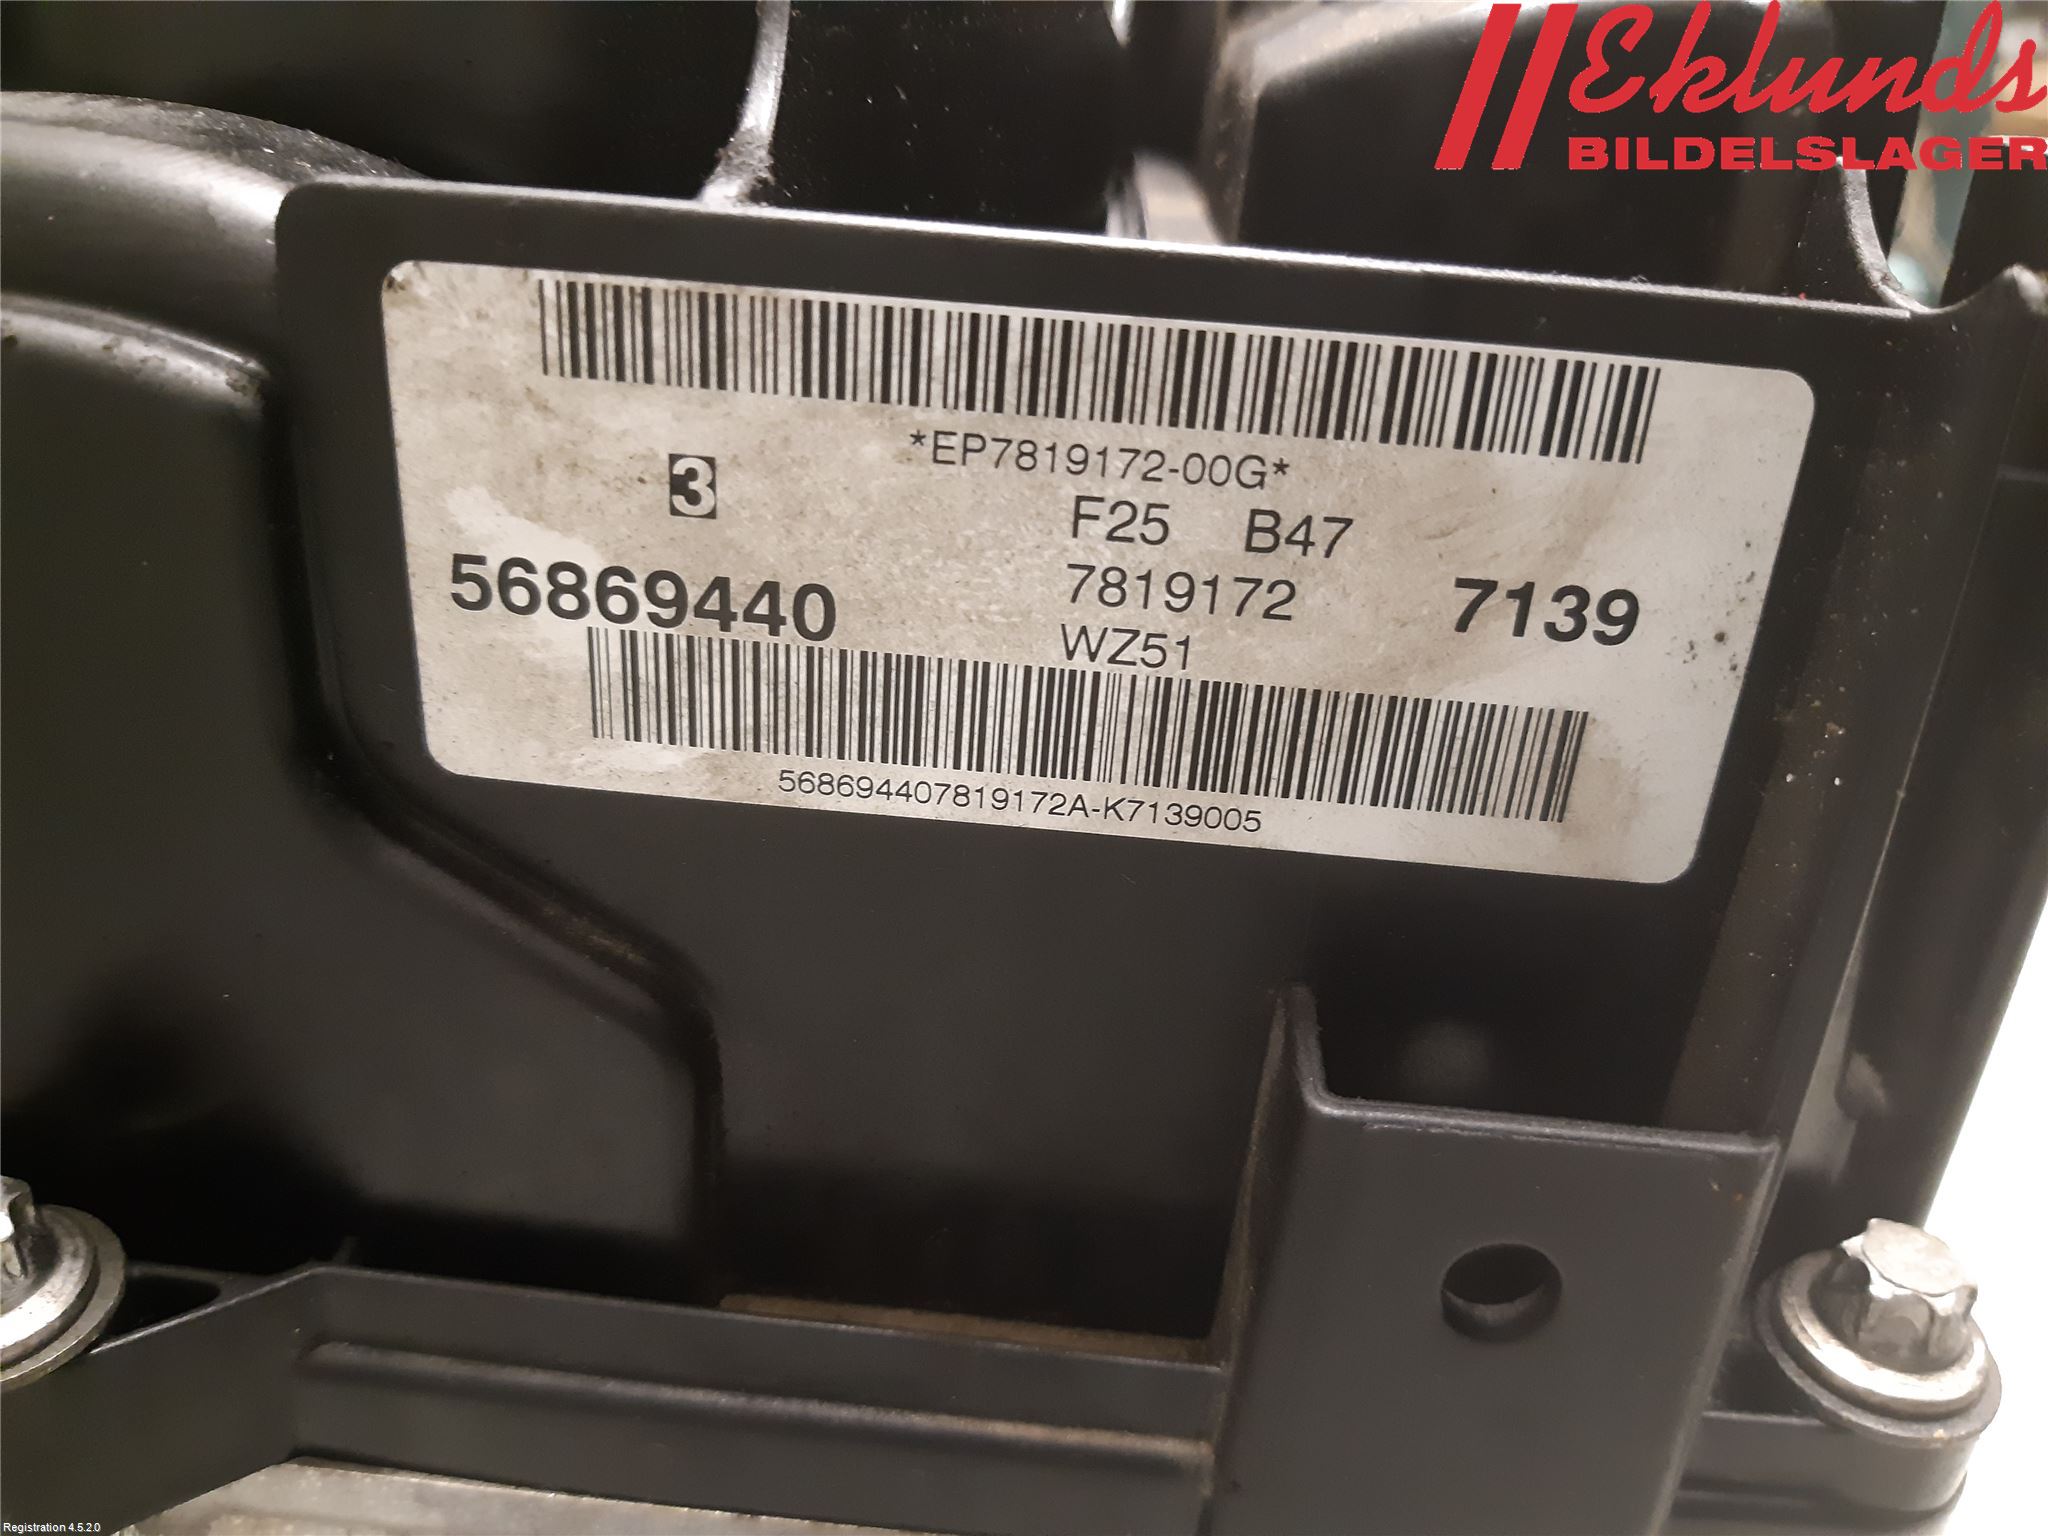 Eklunds
BILDELSLAGER
*EP7819172-00G*
3
F25 B47
56869440
7819172
7139
WZ51
568694407819172A-K7139005
Registration 4.5.2.0